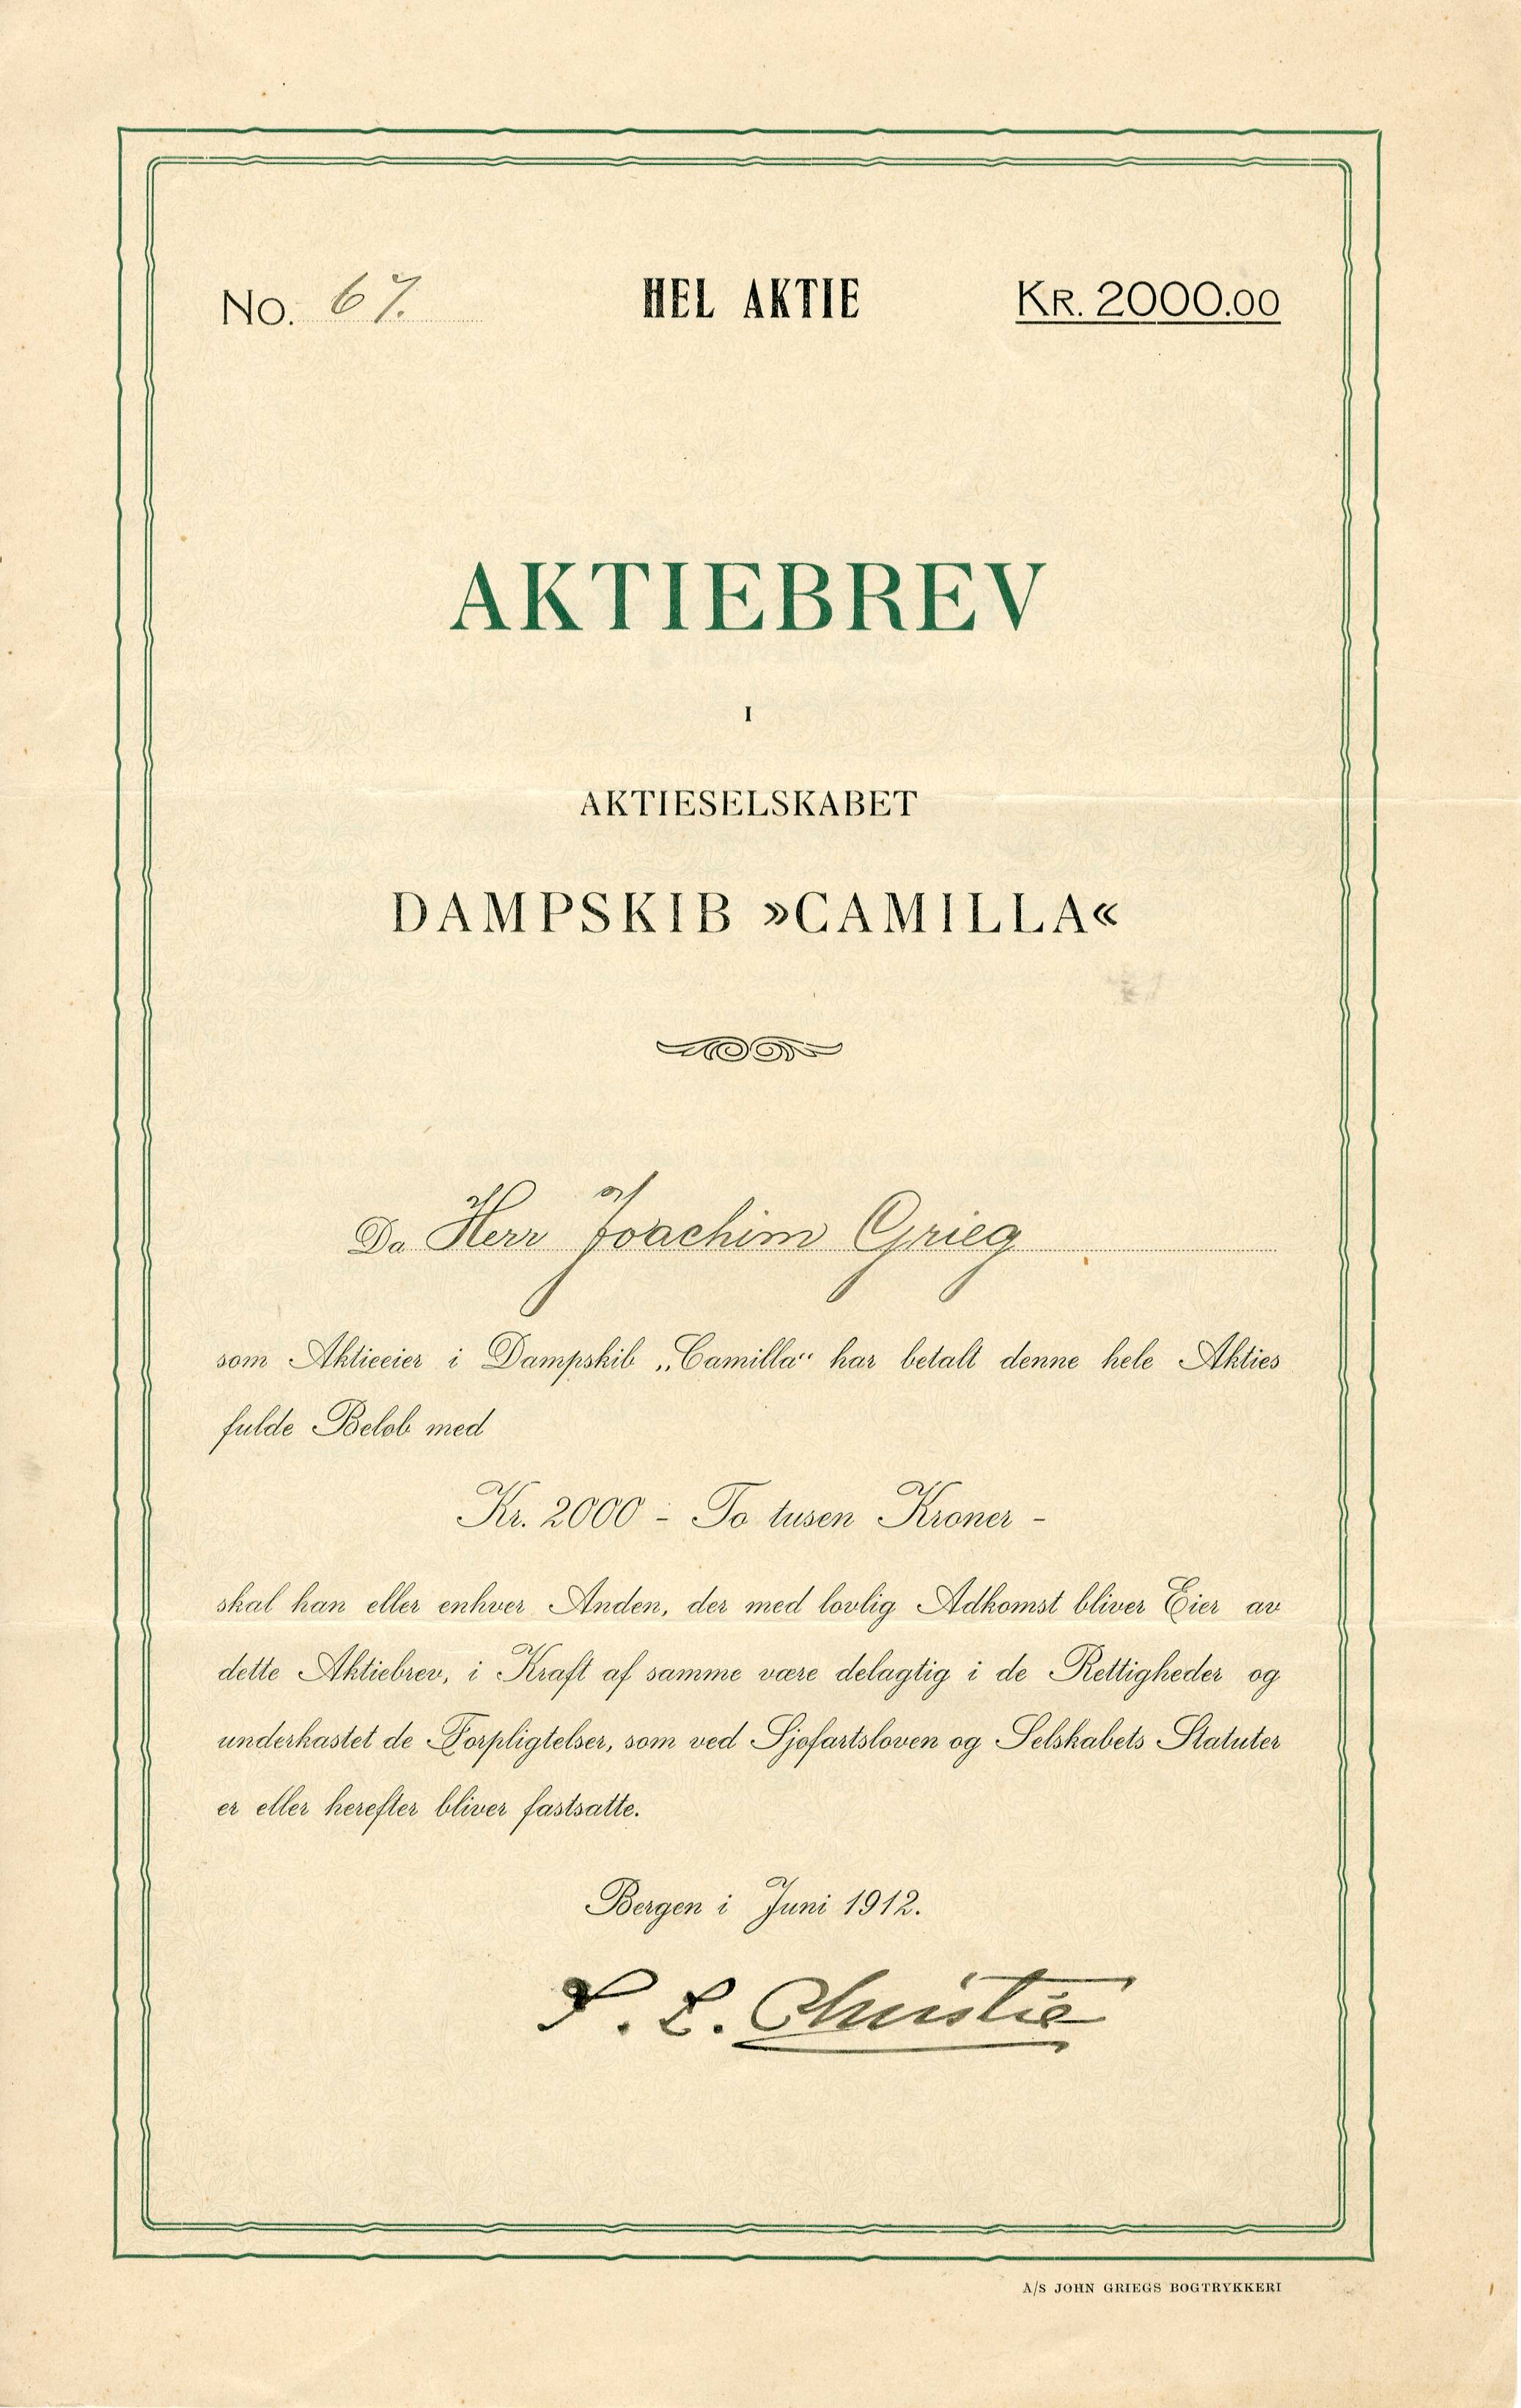 No. 67.
HEL AKTIE
KR. 2000.00
AKTIEBREV
I
AKTIESELSKABET
DAMPSKIB »CAMILLA«
Da Herr Joachim Grieg
som Aktieeier i Dampskib „Camilla“ har betalt denne hele Akties
fulde Beløb med
Kr. 2000 - To tusen Kroner -
skal han eller enhver Anden, der med lovlig Adkomst bliver Eier av
dette Aktiebrev, i Kraft af samme være delagtig i de Rettigheder og
underkastet de Forpligtelser, som ved Sjøfartsloven og Selskabets Statuter
er eller herefter bliver fastsatte.
Bergen i Juni 1912.
Christie
A/S JOHN GRIEGS BOGTRYKKERI